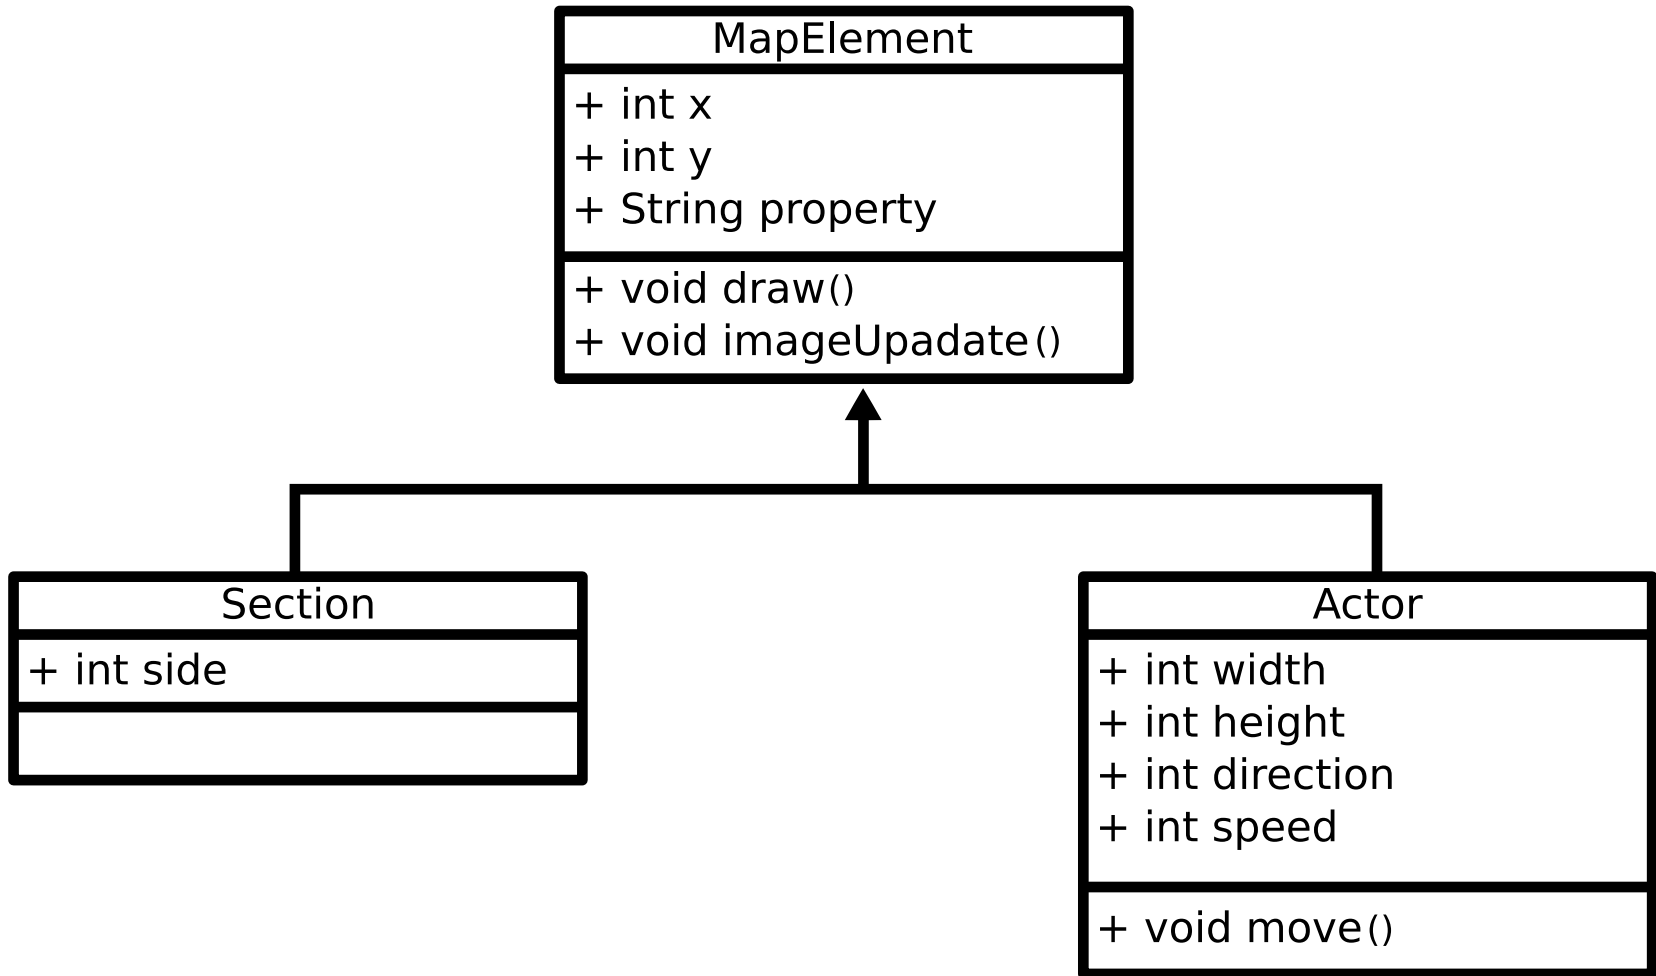 MapElement
+ int x
+ int y
+ String property
+ void draw()
+ void imageUpadate()
Section
+ int side
Actor
+ int width
+ int height
+ int direction
+ int speed
+ void move()